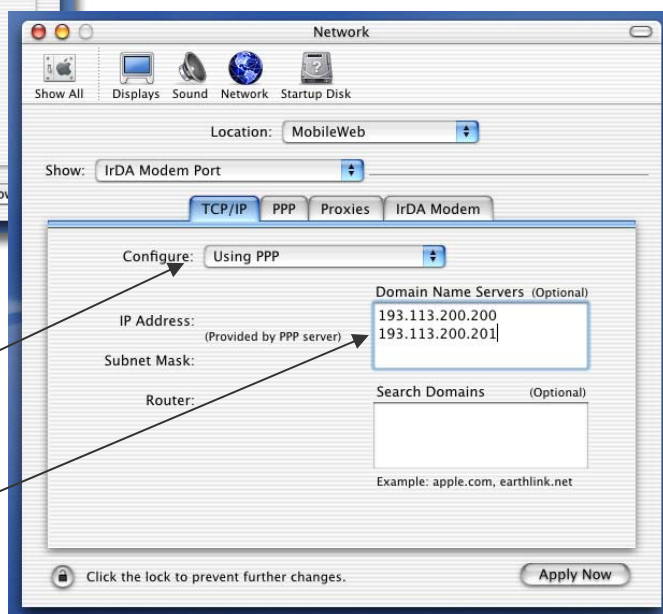 Network
Show All
Displays
Sound
Network
Startup Disk
Location: MobileWeb
Show: IrDA Modem Port
TCP/IP
PPP
Proxies
IrDA Modem
Configure: Using PPP
Domain Name Servers (Optional)
193.113.200.200
193.113.200.201
IP Address:
(Provided by PPP server)
Subnet Mask:
Router:
Search Domains (Optional)
Example: apple.com, earthlink.net
Click the lock to prevent further changes.
Apply Now